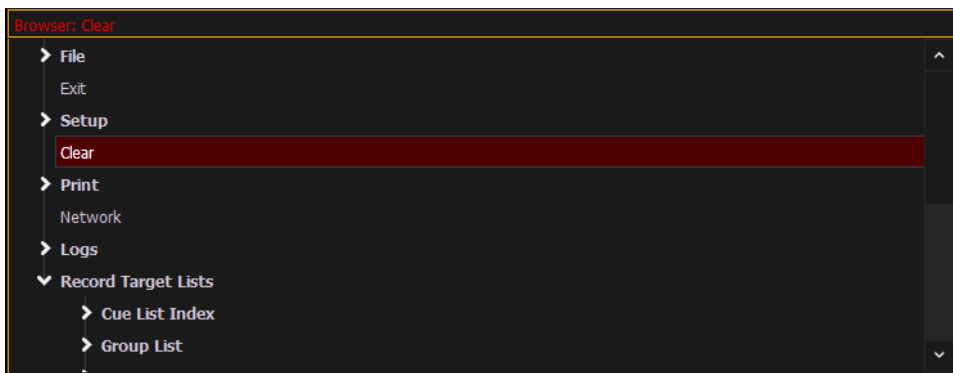 Browser: Clear
File
Exit
Setup
Clear
Print
Network
Logs
Record Target Lists
Cue List Index
Group List